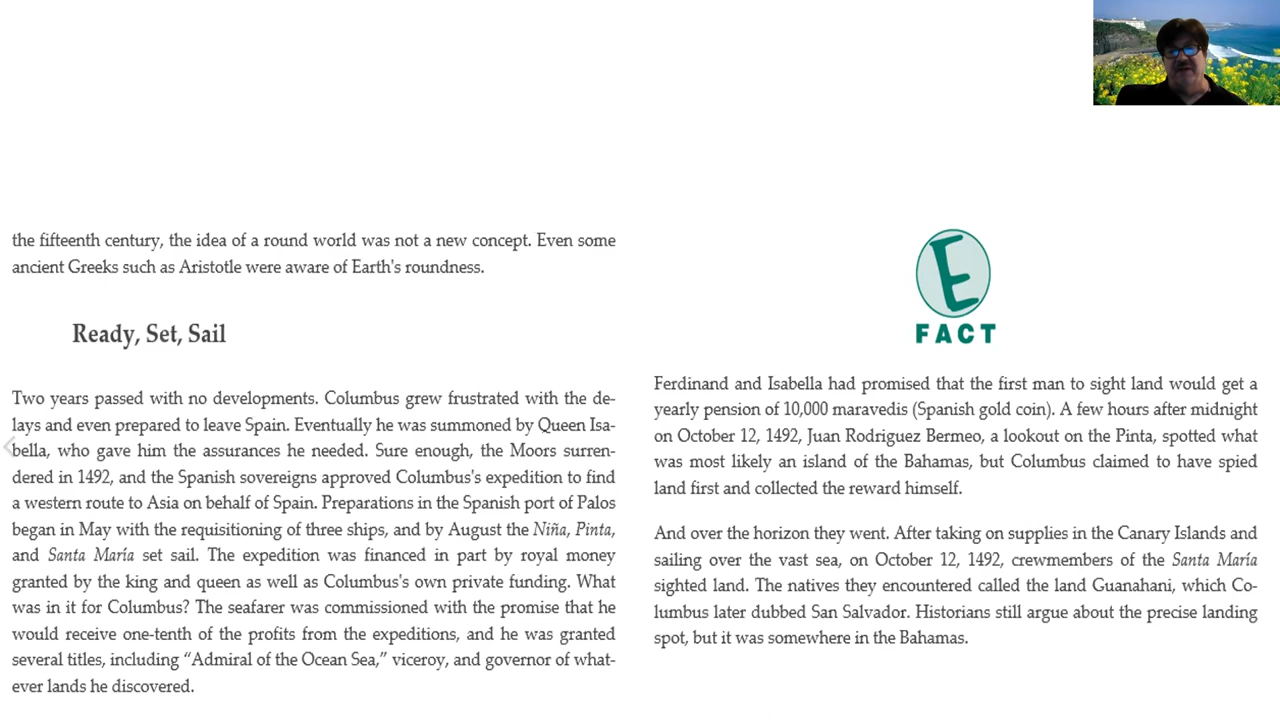 the fifteenth century, the idea of a round world was not a new concept. Even some
ancient Greeks such as Aristotle were aware of Earth's roundness.
Ready, Set, Sail
Two years passed with no developments. Columbus grew frustrated with the de-
lays and even prepared to leave Spain. Eventually he was summoned by Queen Isa-
bella, who gave him the assurances he needed. Sure enough, the Moors surren-
dered in 1492, and the Spanish sovereigns approved Columbus's expedition to find
a western route to Asia on behalf of Spain. Preparations in the Spanish port of Palos
began in May with the requisitioning of three ships, and by August the Niña, Pinta,
and Santa María set sail. The expedition was financed in part by royal money
granted by the king and queen as well as Columbus's own private funding. What
was in it for Columbus? The seafarer was commissioned with the promise that he
would receive one-tenth of the profits from the expeditions, and he was granted
several titles, including “Admiral of the Ocean Sea,” viceroy, and governor of what-
ever lands he discovered.
E
FACT
Ferdinand and Isabella had promised that the first man to sight land would get a
yearly pension of 10,000 maravedis (Spanish gold coin). A few hours after midnight
on October 12, 1492, Juan Rodriguez Bermeo, a lookout on the Pinta, spotted what
was most likely an island of the Bahamas, but Columbus claimed to have spied
land first and collected the reward himself.
And over the horizon they went. After taking on supplies in the Canary Islands and
sailing over the vast sea, on October 12, 1492, crewmembers of the Santa María
sighted land. The natives they encountered called the land Guanahani, which Co-
lumbus later dubbed San Salvador. Historians still argue about the precise landing
spot, but it was somewhere in the Bahamas.